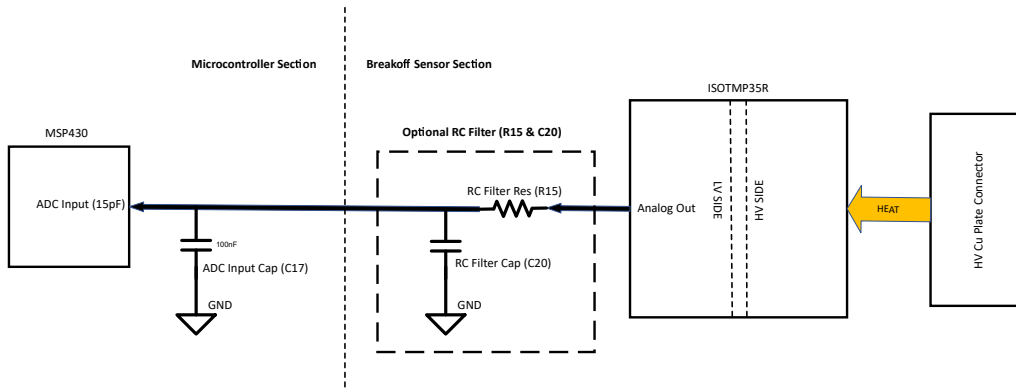 Microcontroller Section
Breakoff Sensor Section
ISOTMP35R
MSP430
Optional RC Filter (R15 & C20)
RC Filter Res (R15)
ADC Input (15pF)
Analog Out
LV SIDE
HV SIDE
HEAT
HV Cu Plate Connector
100nF
ADC Input Cap (C17)
RC Filter Cap (C20)
GND
GND